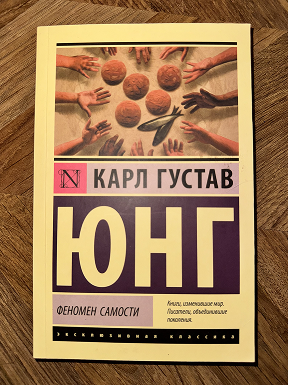 КАРЛ ГУСТАВ
ЮНГ
ФЕНОМЕН САМОСТИ
Книги, изменившие мир.
Писатели, объединившие
поколения.
эксклюзивная классика